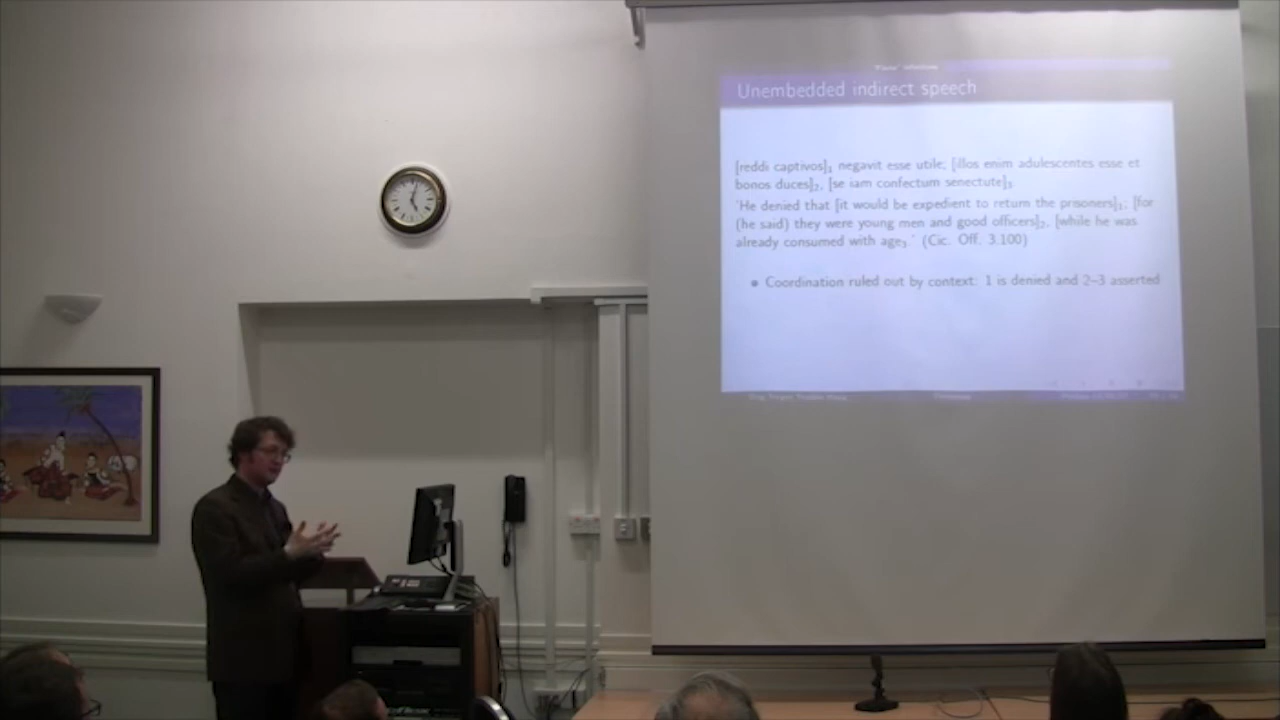 Unembedded indirect speech
[reddi captivos]₁ negavit esse utile; [illos enim adulescentes esse et
bonos duces]₂, [se iam confectum senectute]₃
‘He denied that [it would be expedient to return the prisoners]₁; [for
(he said) they were young men and good officers]₂, [while he was
already consumed with age₃.’ (Cic. Off. 3.100)
• Coordination ruled out by context: 1 is denied and 2–3 asserted